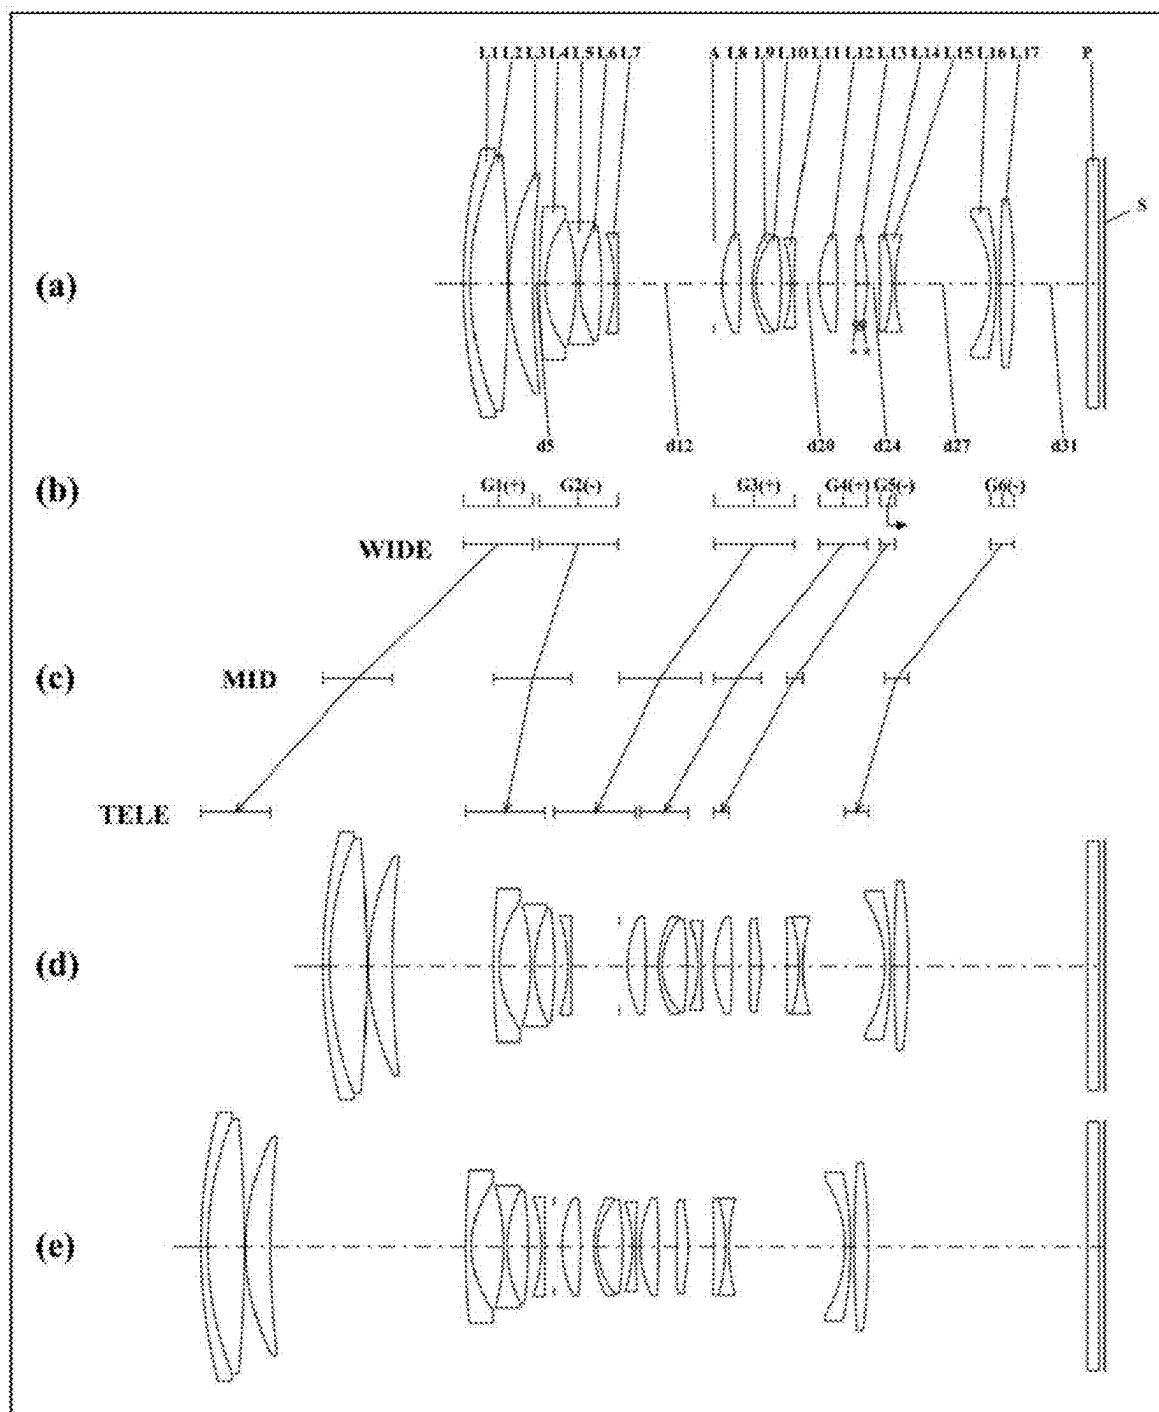 L1 L2 L3 L4 L5 L6 L7 A L8 L9 L10 L11 L12 L13 L14 L15 L16 L17 P
S
(a)
d5 d12 d20 d24 d27 d31
(b) G1(+) G2(-) G3(+) G4(+) G5(-) G6(-)
WIDE
(c) MID
TELE
(d)
(e)